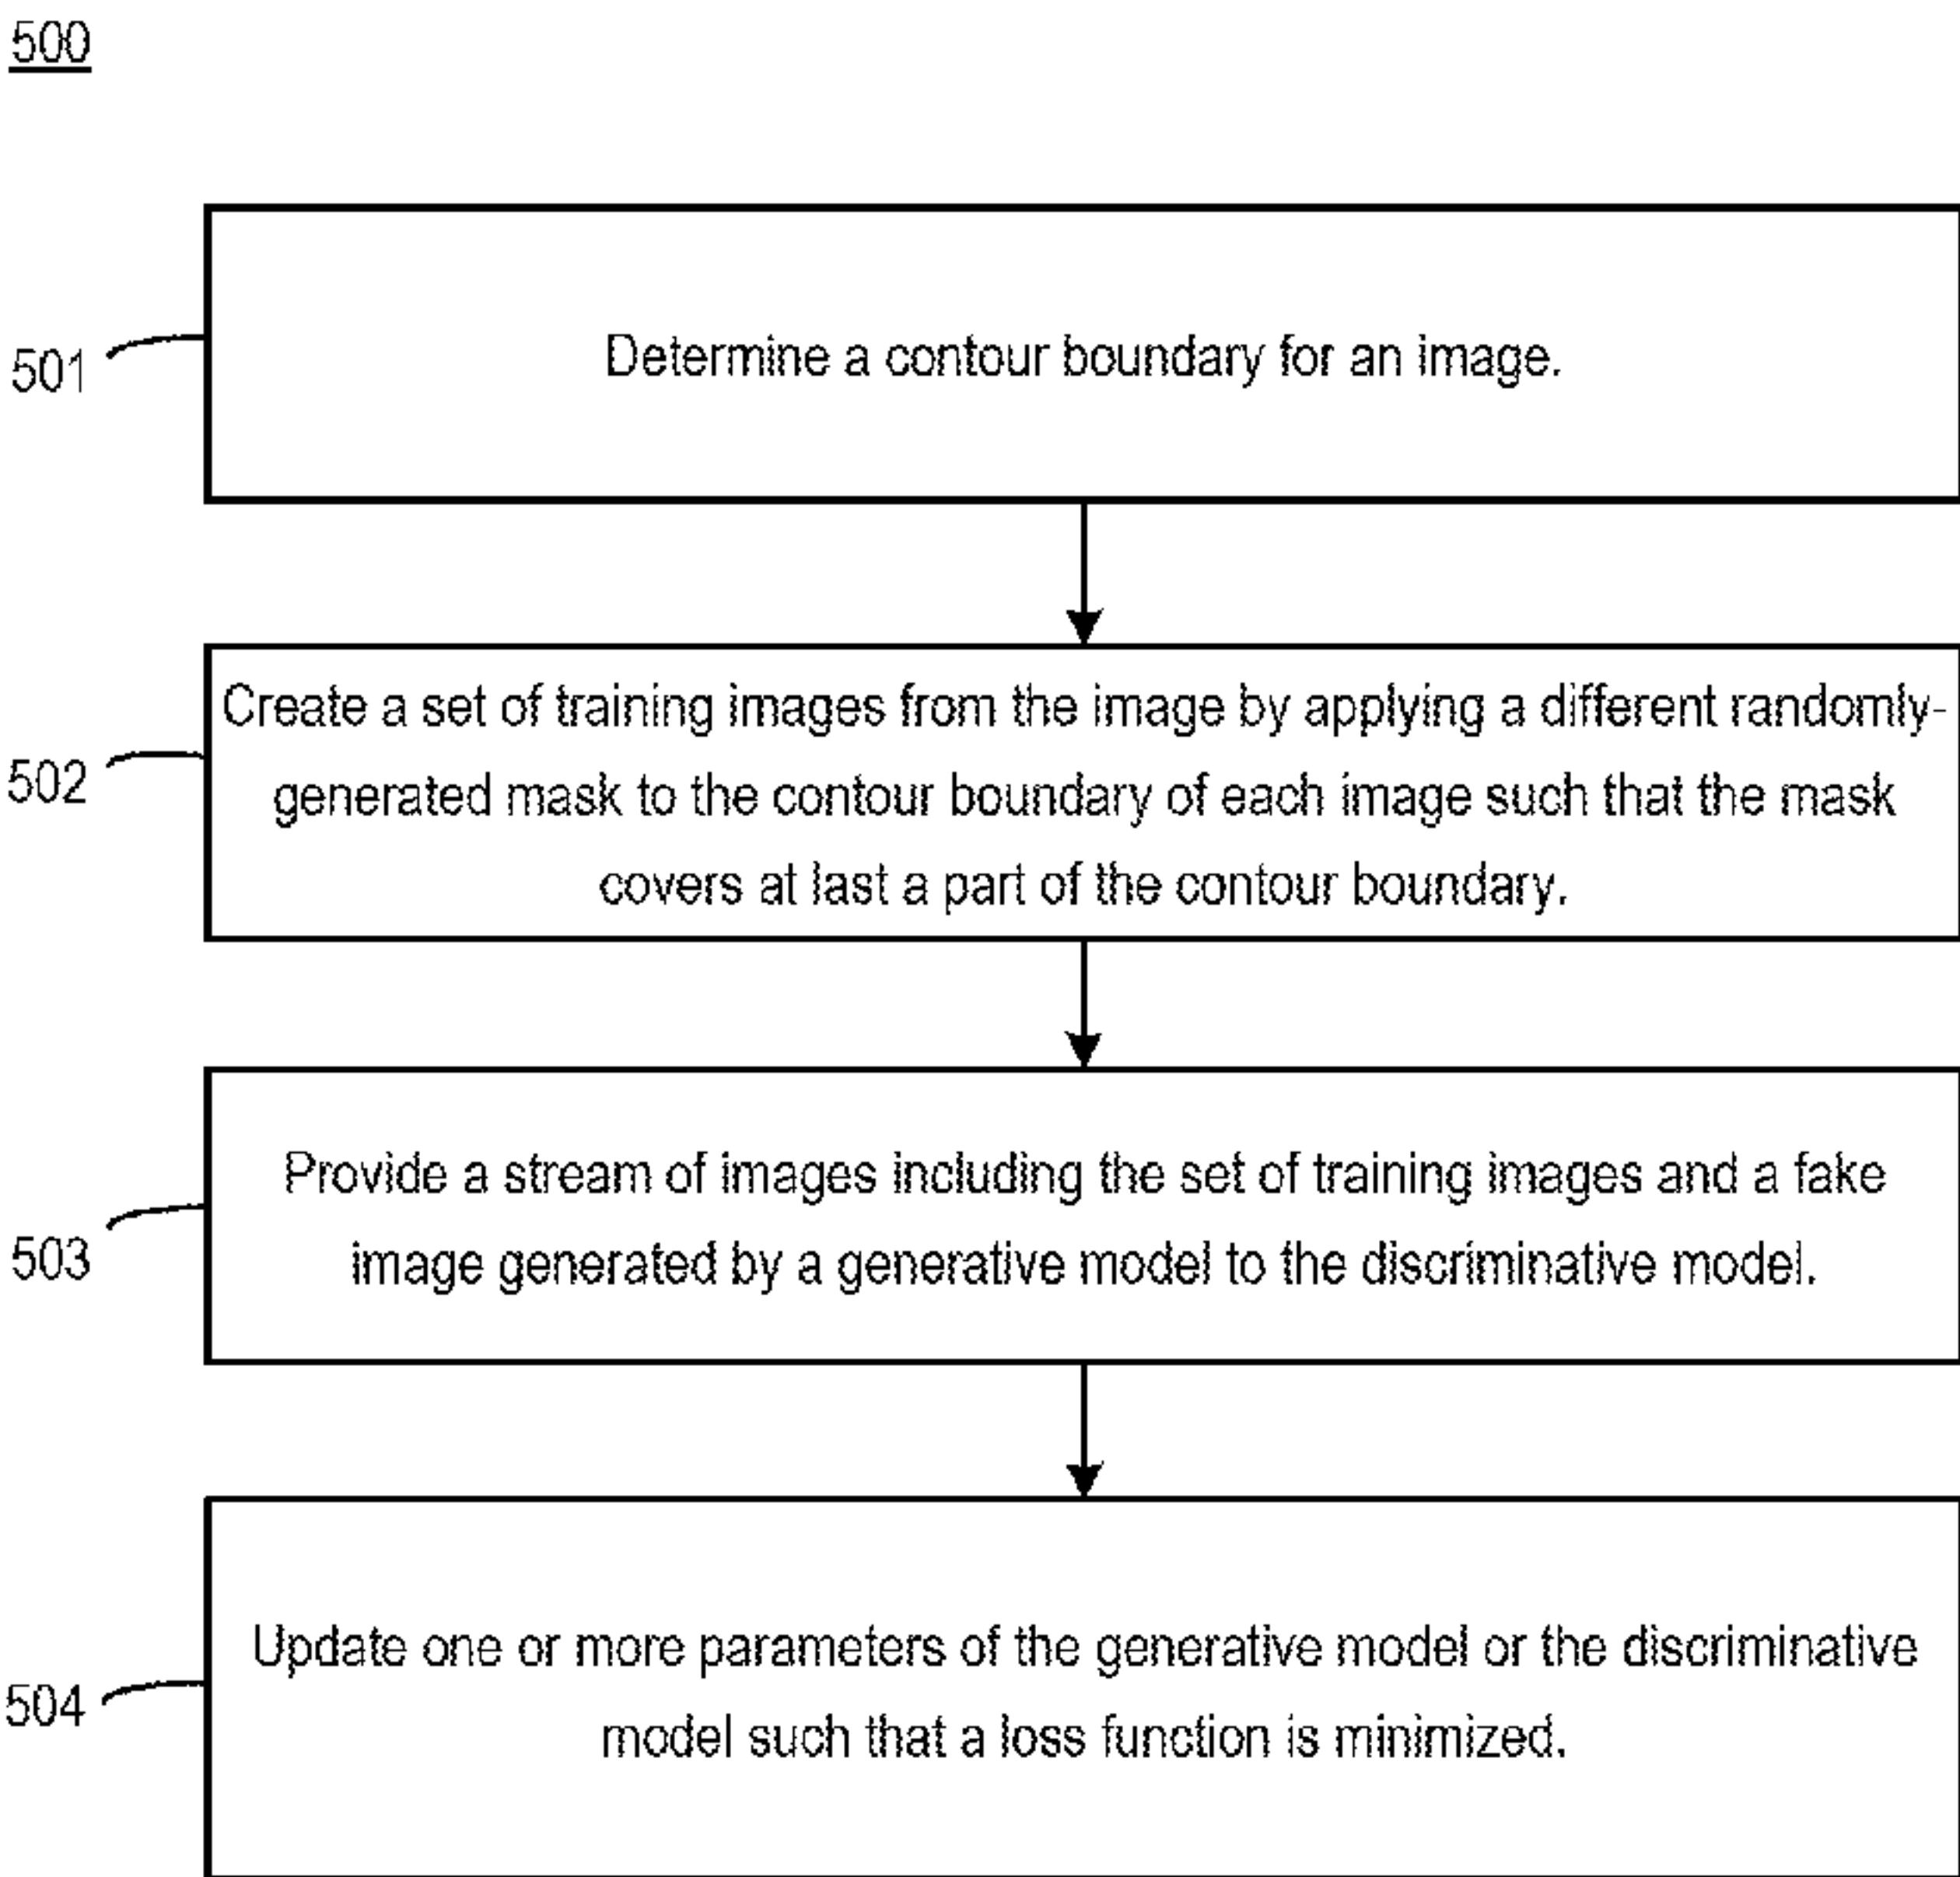 500
501
Determine a contour boundary for an image.
502
Create a set of training images from the image by applying a different randomly-
generated mask to the contour boundary of each image such that the mask
covers at last a part of the contour boundary.
503
Provide a stream of images including the set of training images and a fake
image generated by a generative model to the discriminative model.
504
Update one or more parameters of the generative model or the discriminative
model such that a loss function is minimized.